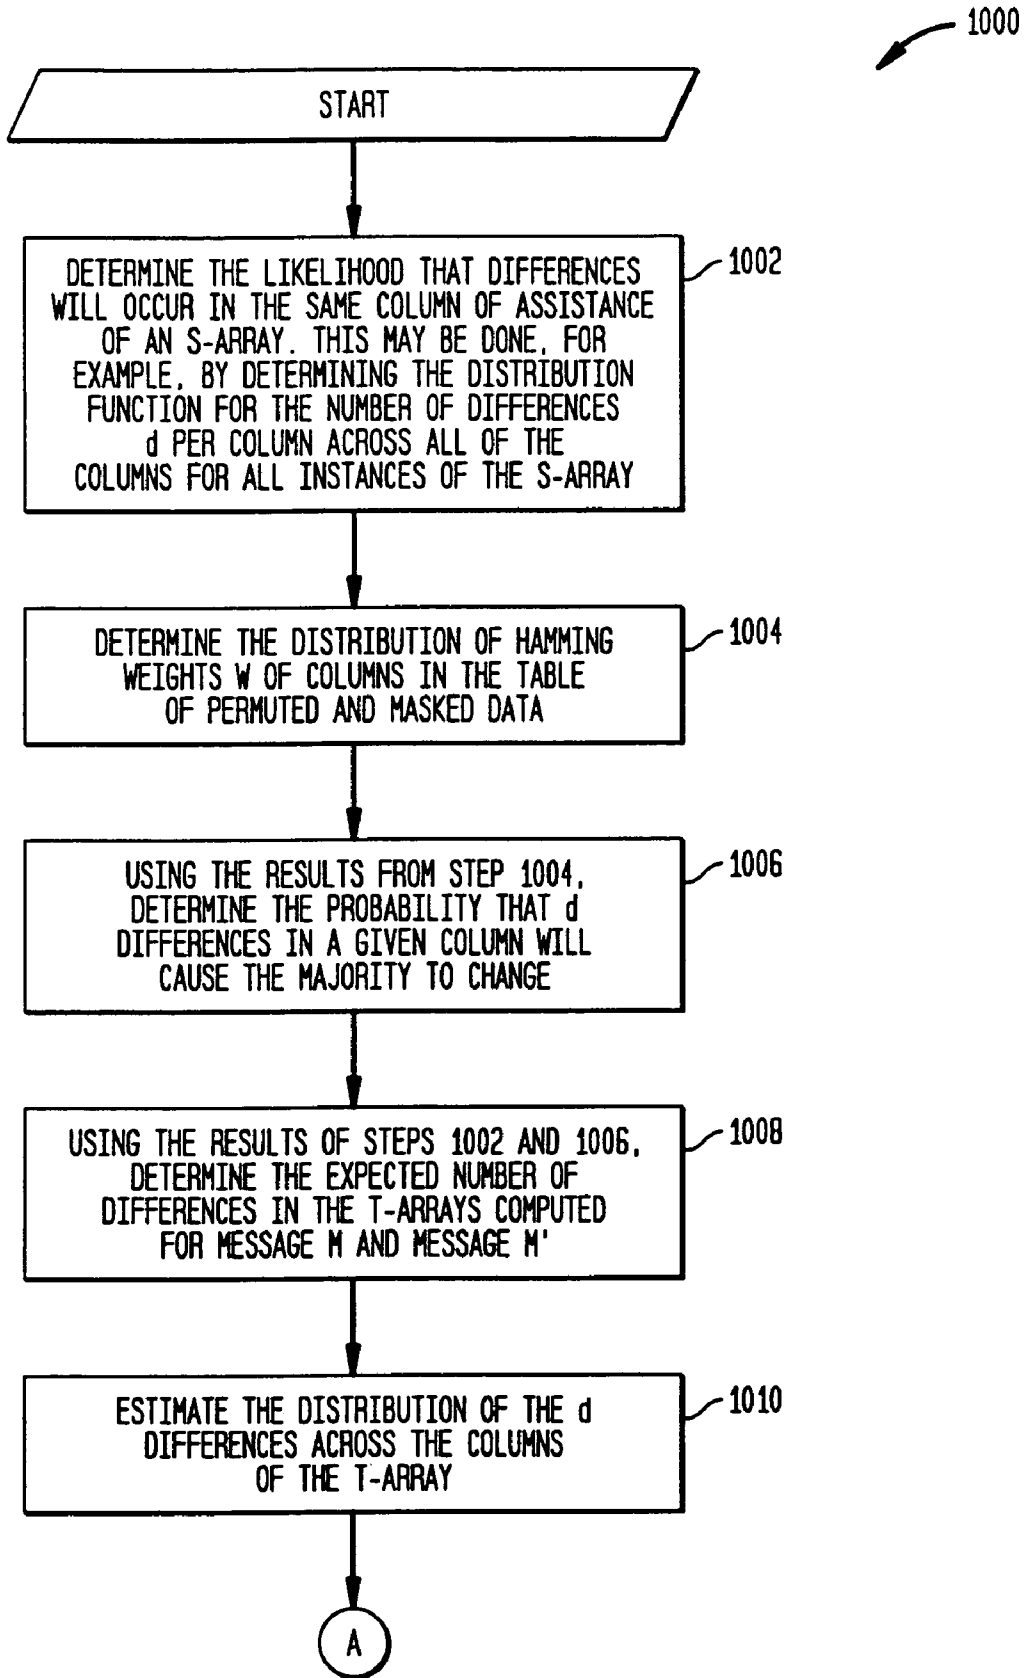 1000
START
1002
DETERMINE THE LIKELIHOOD THAT DIFFERENCES
WILL OCCUR IN THE SAME COLUMN OF ASSISTANCE
OF AN S-ARRAY. THIS MAY BE DONE, FOR
EXAMPLE, BY DETERMINING THE DISTRIBUTION
FUNCTION FOR THE NUMBER OF DIFFERENCES
d PER COLUMN ACROSS ALL OF THE
COLUMNS FOR ALL INSTANCES OF THE S-ARRAY
1004
DETERMINE THE DISTRIBUTION OF HAMMING
WEIGHTS W OF COLUMNS IN THE TABLE
OF PERMUTED AND MASKED DATA
1006
USING THE RESULTS FROM STEP 1004,
DETERMINE THE PROBABILITY THAT d
DIFFERENCES IN A GIVEN COLUMN WILL
CAUSE THE MAJORITY TO CHANGE
1008
USING THE RESULTS OF STEPS 1002 AND 1006,
DETERMINE THE EXPECTED NUMBER OF
DIFFERENCES IN THE T-ARRAYS COMPUTED
FOR MESSAGE M AND MESSAGE M'
1010
ESTIMATE THE DISTRIBUTION OF THE d
DIFFERENCES ACROSS THE COLUMNS
OF THE T-ARRAY
A